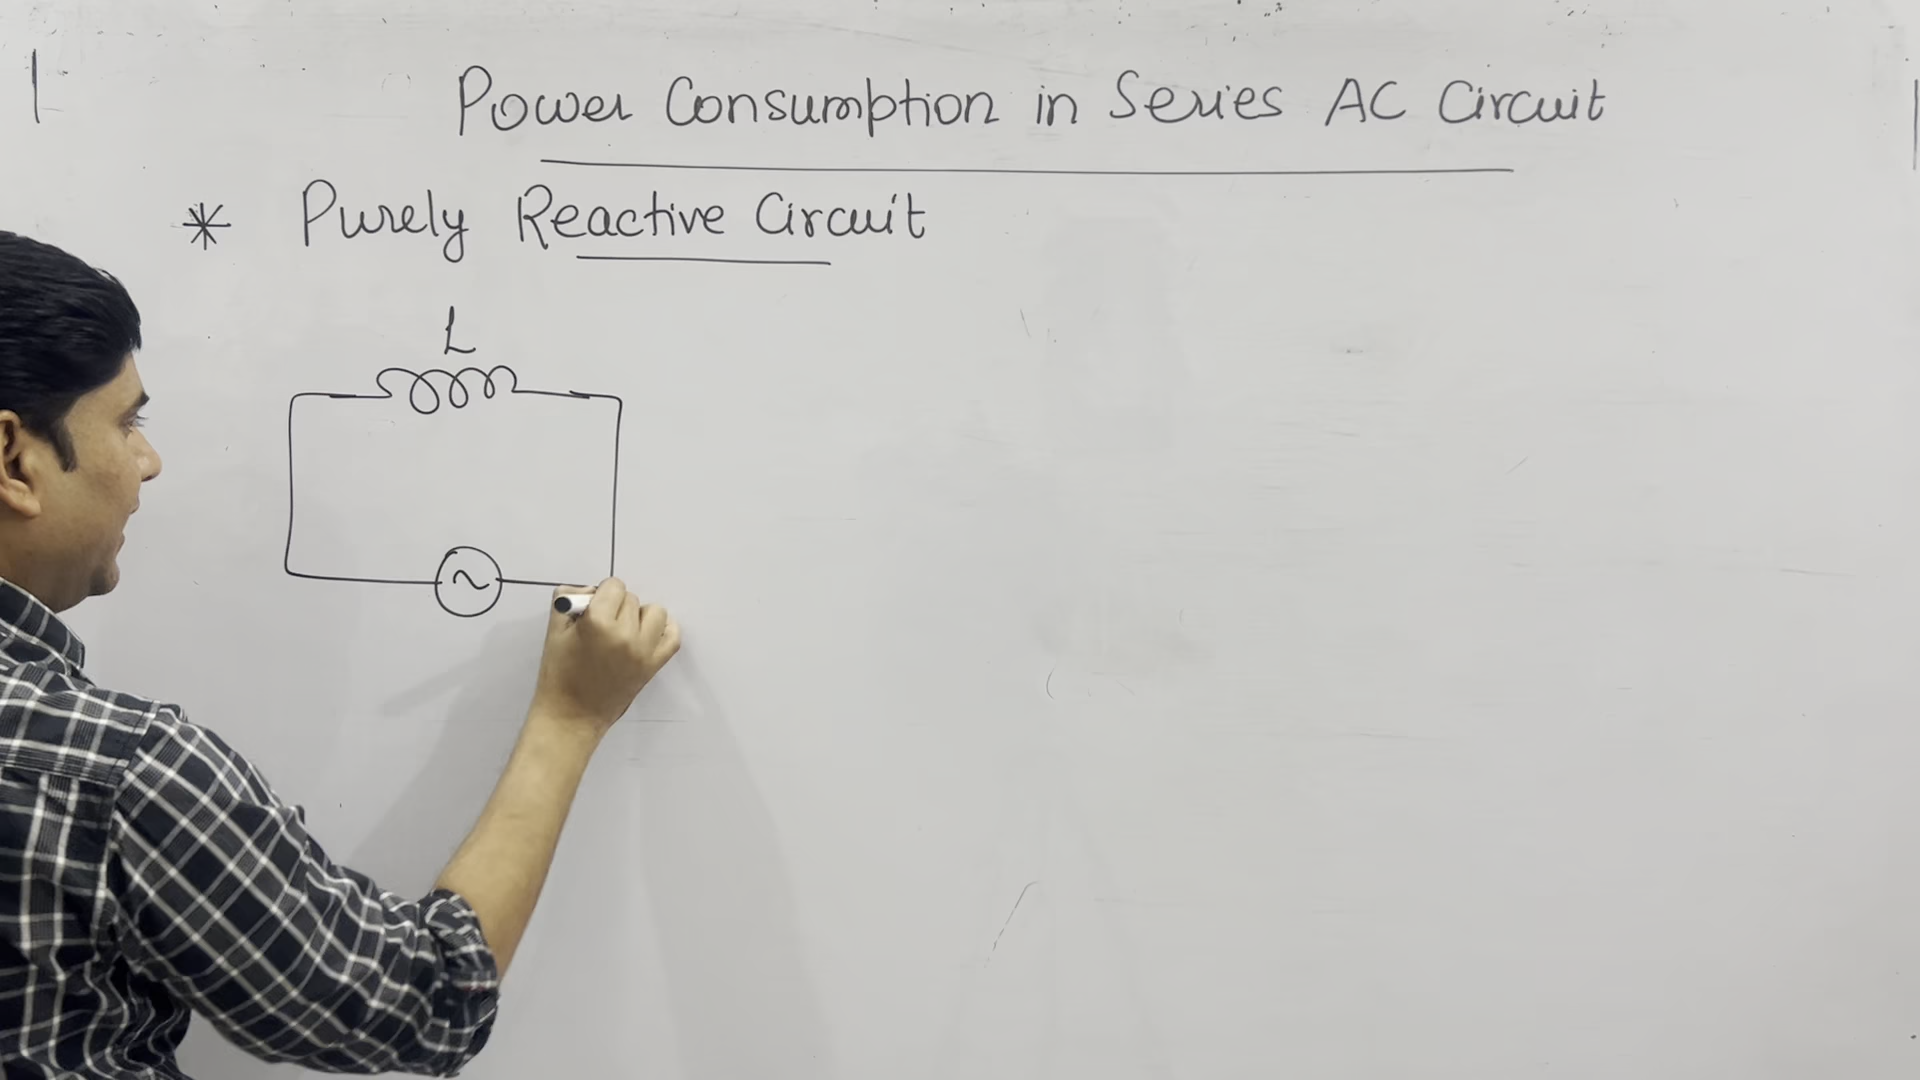 Power Consumption in Series AC Circuit
* Purely Reactive Circuit
L
~